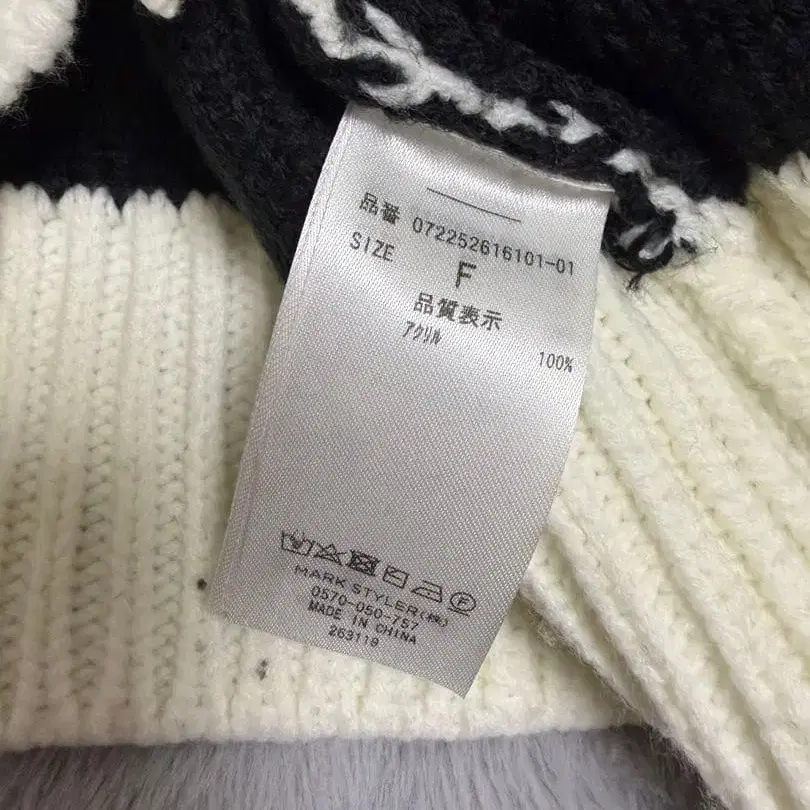 品番 072252616101-01
SIZE F
品質表示
アクリル 100%
MARK STYLER(株)
0570-050-757
MADE IN CHINA
263119